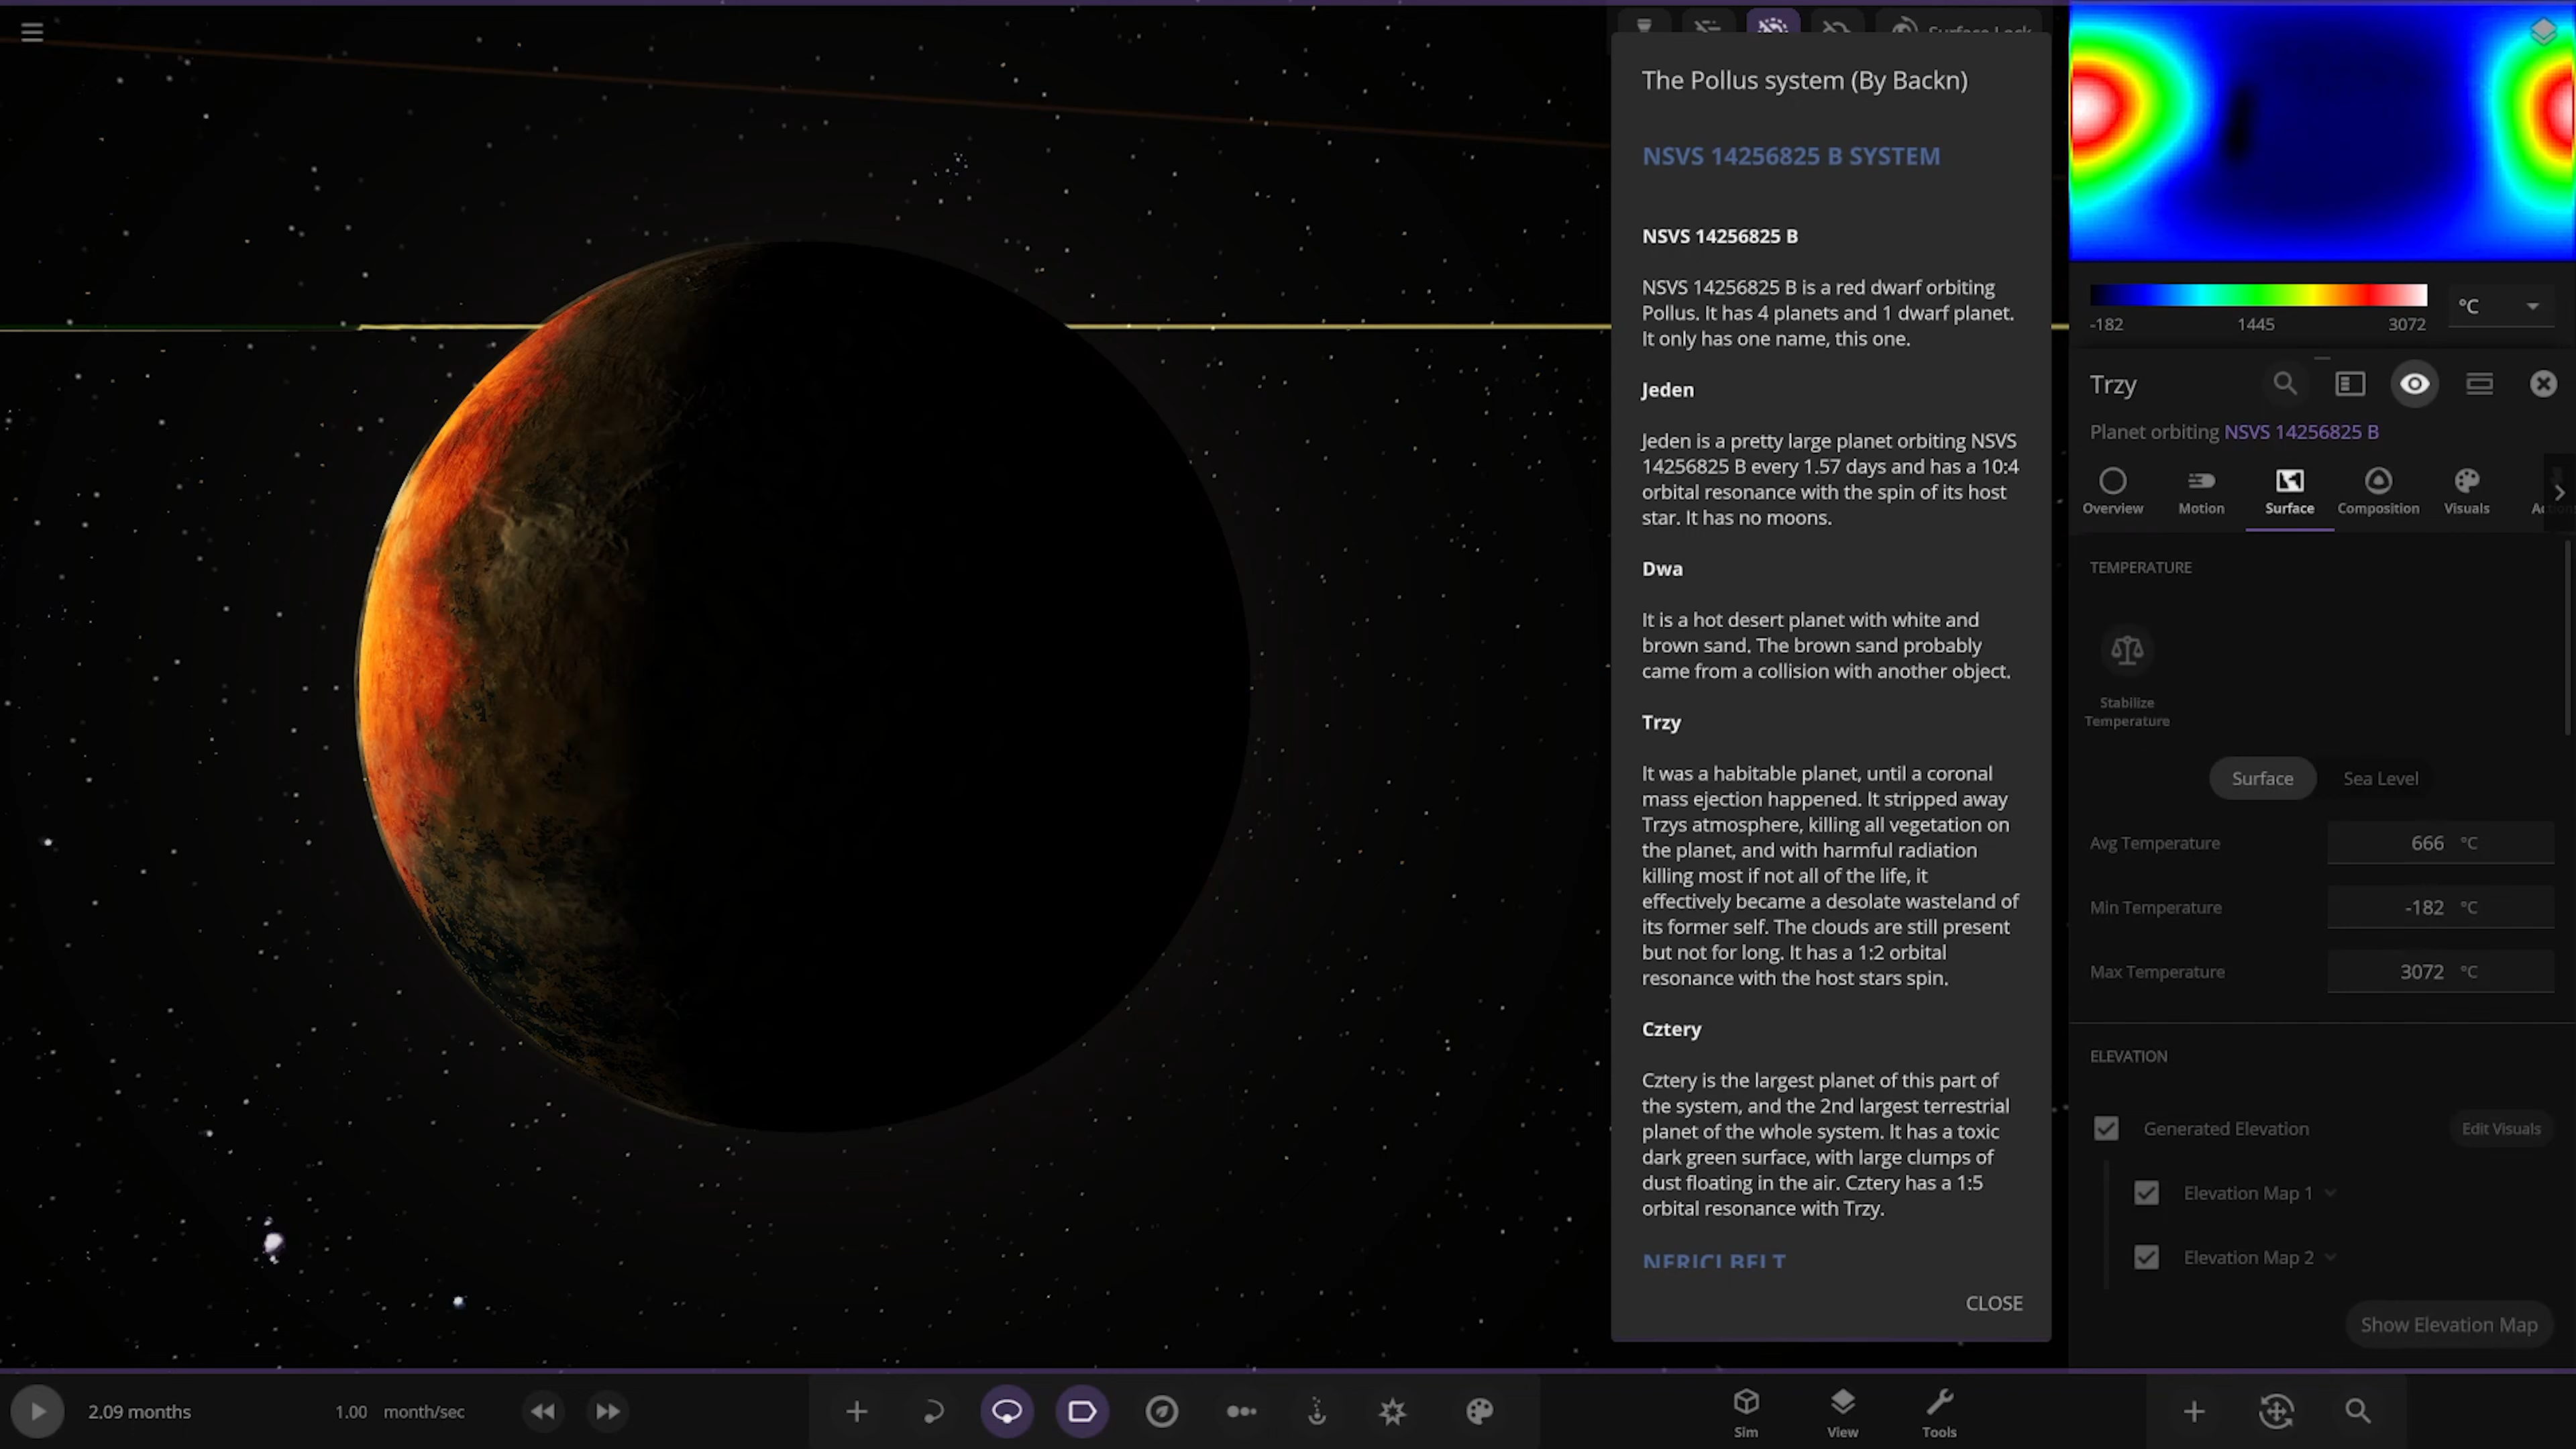 Surface Lock
The Pollus system (By Backn)
NSVS 14256825 B SYSTEM
NSVS 14256825 B
NSVS 14256825 B is a red dwarf orbiting
Pollus. It has 4 planets and 1 dwarf planet.
It only has one name, this one.
Jeden
Jeden is a pretty large planet orbiting NSVS
14256825 B every 1.57 days and has a 10:4
orbital resonance with the spin of its host
star. It has no moons.
Dwa
It is a hot desert planet with white and
brown sand. The brown sand probably
came from a collision with another object.
Trzy
It was a habitable planet, until a coronal
mass ejection happened. It stripped away
Trzys atmosphere, killing all vegetation on
the planet, and with harmful radiation
killing most if not all of the life, it
effectively became a desolate wasteland of
its former self. The clouds are still present
but not for long. It has a 1:2 orbital
resonance with the host stars spin.
Cztery
Cztery is the largest planet of this part of
the system, and the 2nd largest terrestrial
planet of the whole system. It has a toxic
dark green surface, with large clumps of
dust floating in the air. Cztery has a 1:5
orbital resonance with Trzy.
NERICI BELT
CLOSE
-182 1445 3072 °C
Trzy
Planet orbiting NSVS 14256825 B
Overview Motion Surface Composition Visuals
TEMPERATURE
Stabilize
Temperature
Surface Sea Level
Avg Temperature 666 °C
Min Temperature -182 °C
Max Temperature 3072 °C
ELEVATION
Generated Elevation Edit Visuals
Elevation Map 1
Elevation Map 2
Show Elevation Map
2.09 months 1.00 month/sec
Sim View Tools